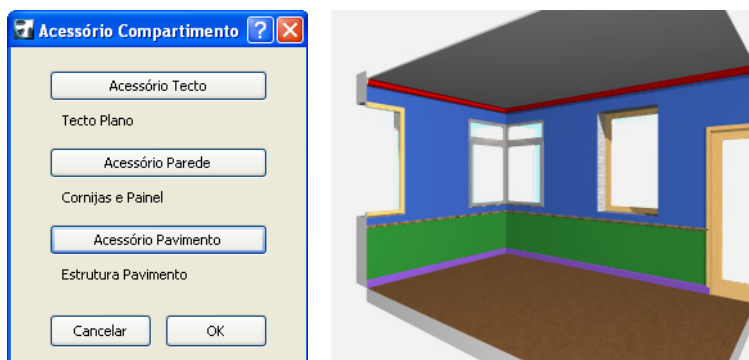 Acessório Compartimento
Acessório Tecto
Tecto Plano
Acessório Parede
Cornijas e Painel
Acessório Pavimento
Estrutura Pavimento
Cancelar
OK